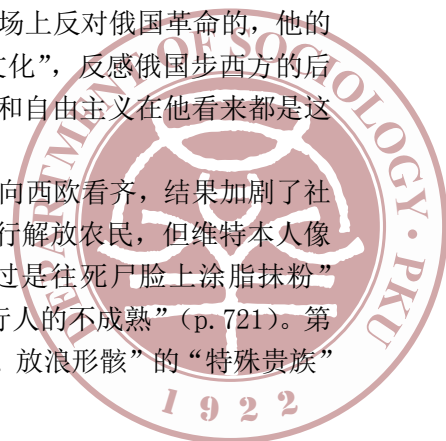 场上反对俄国革命的，他的
文化”，反感俄国步西方的后
和自由主义在他看来都是这
向西欧看齐，结果加剧了社
行解放农民，但维特本人像
过是往死尸脸上涂脂抹粉”
行人的不成熟”（p.721）。第
放浪形骸”的“特殊贵族”
DEPARTMENT OF SOCIOLOGY · PKU
1922